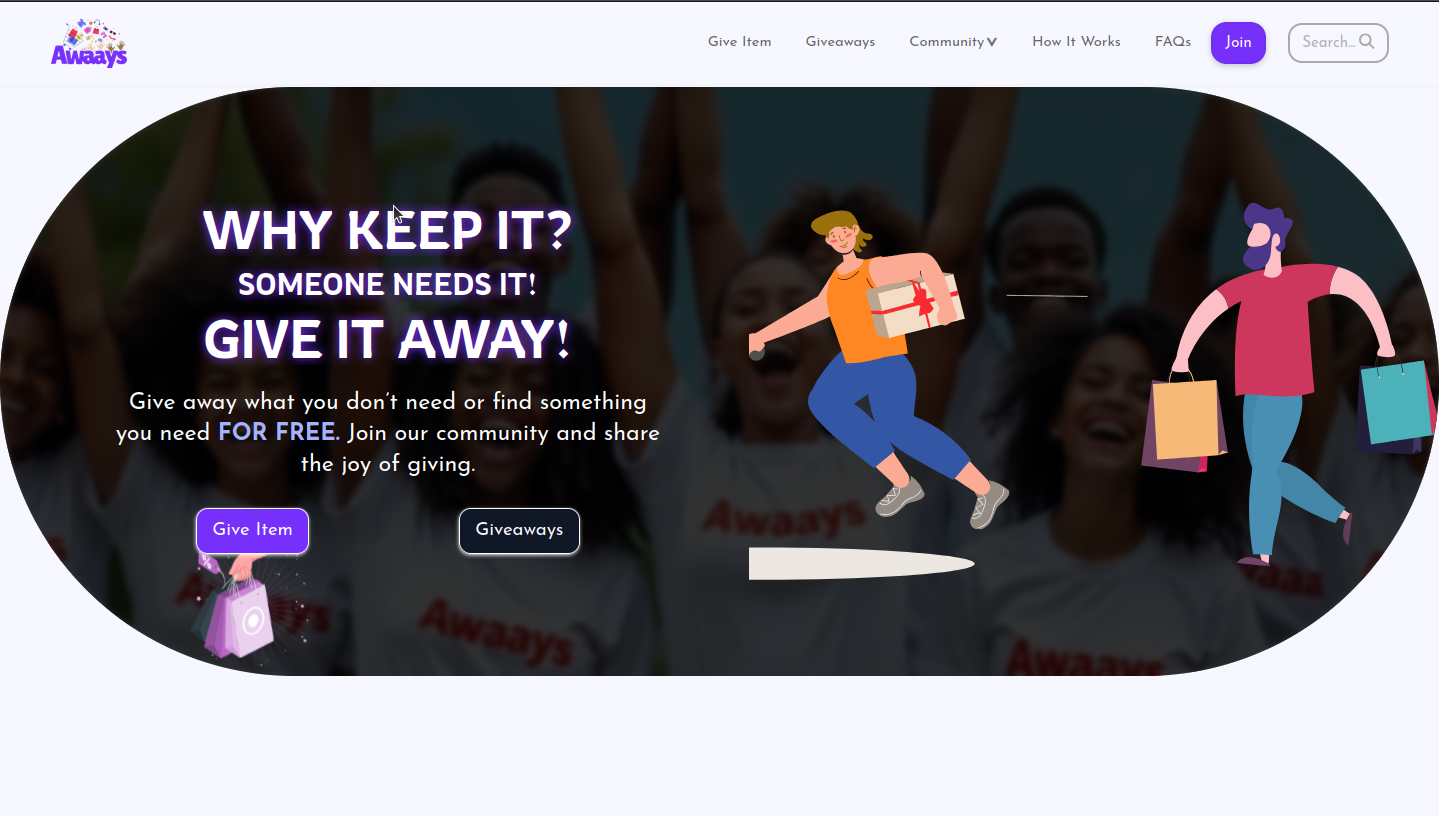 Awaays
Give Item
Giveaways
Community
How It Works
FAQs
Join
Search...
WHY KEEP IT?
SOMEONE NEEDS IT!
GIVE IT AWAY!
Give away what you don't need or find something
you need FOR FREE. Join our community and share
the joy of giving.
Give Item
Giveaways
Awaays
Awaays
Awaays